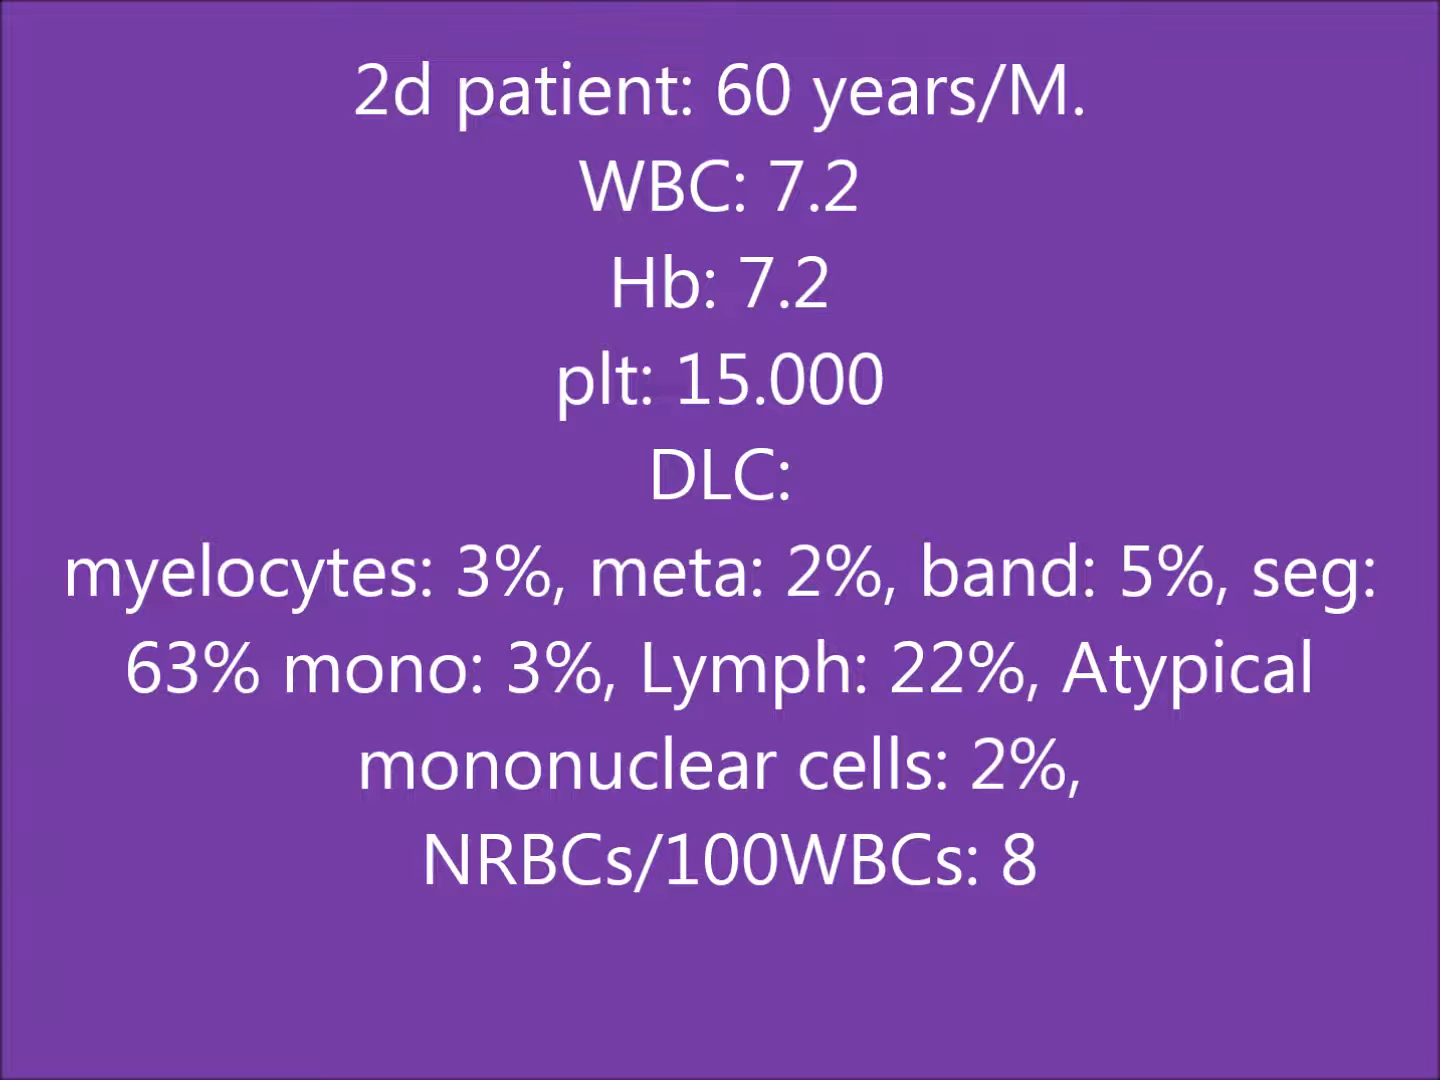 2d patient: 60 years/M.
WBC: 7.2
Hb: 7.2
plt: 15.000
DLC:
myelocytes: 3%, meta: 2%, band: 5%, seg:
63% mono: 3%, Lymph: 22%, Atypical
mononuclear cells: 2%,
NRBCs/100WBCs: 8